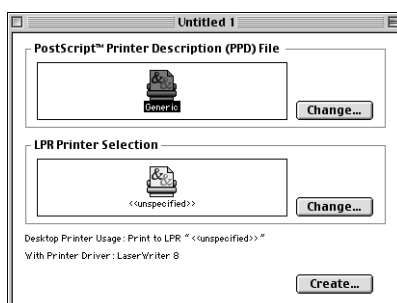 Untitled 1
PostScript™ Printer Description (PPD) File
Generic
Change...
LPR Printer Selection
<<unspecified>>
Change...
Desktop Printer Usage: Print to LPR "<<unspecified>>"
With Printer Driver: LaserWriter 8
Create...